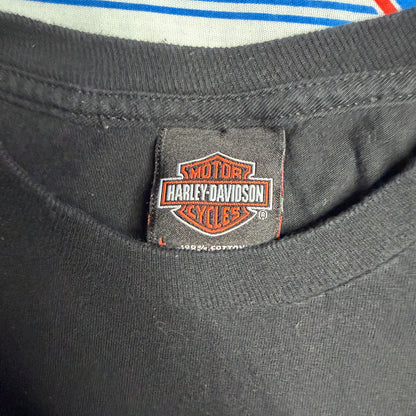 MOTOR
HARLEY-DAVIDSON
CYCLES
®
100% COTTON